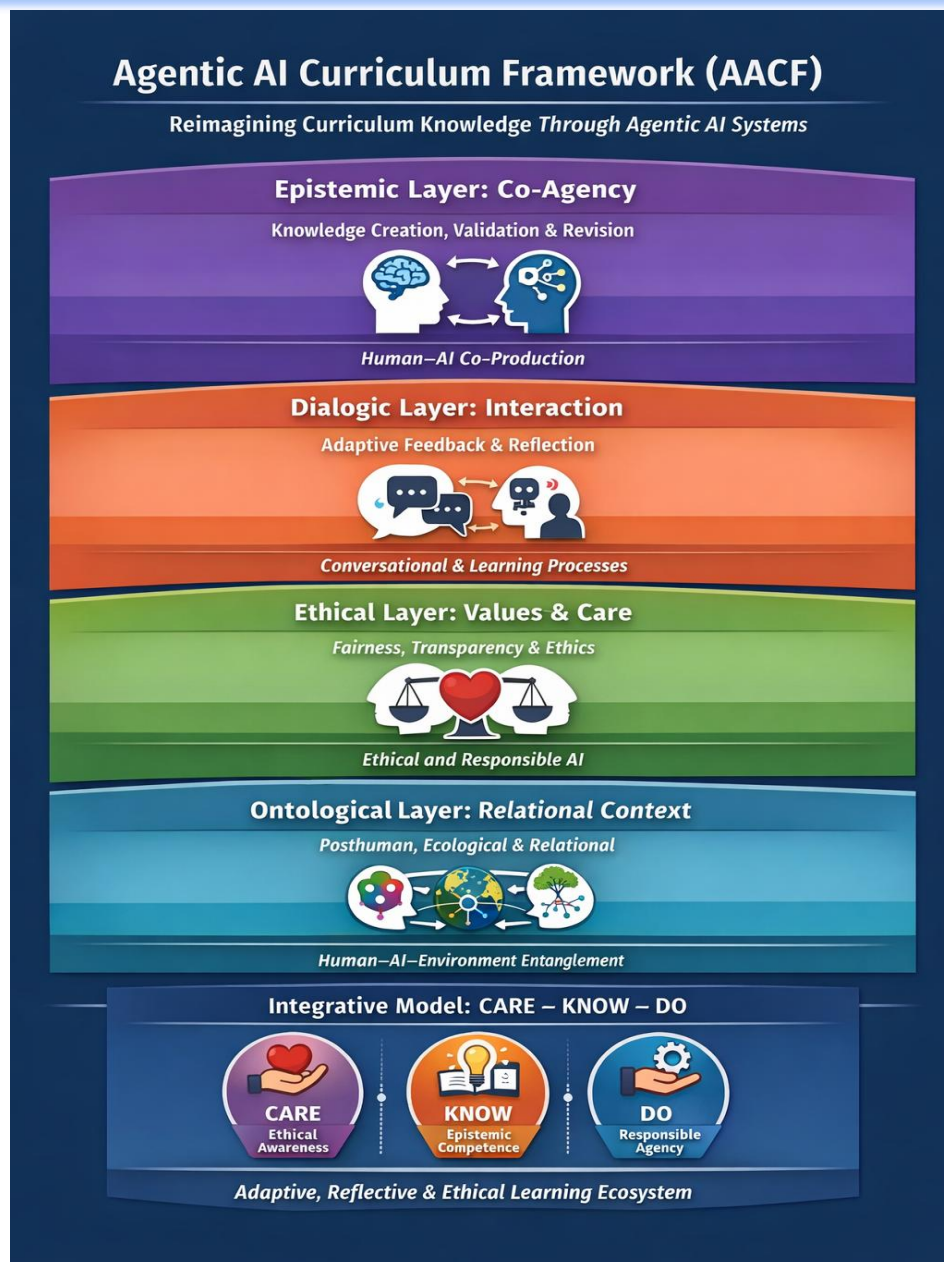 Agentic AI Curriculum Framework (AACF)
Reimagining Curriculum Knowledge Through Agentic AI Systems
Epistemic Layer: Co-Agency
Knowledge Creation, Validation & Revision
Human–AI Co-Production
Dialogic Layer: Interaction
Adaptive Feedback & Reflection
Conversational & Learning Processes
Ethical Layer: Values & Care
Fairness, Transparency & Ethics
Ethical and Responsible AI
Ontological Layer: Relational Context
Posthuman, Ecological & Relational
Human–AI–Environment Entanglement
Integrative Model: CARE – KNOW – DO
CARE
Ethical
Awareness
KNOW
Epistemic
Competence
DO
Responsible
Agency
Adaptive, Reflective & Ethical Learning Ecosystem